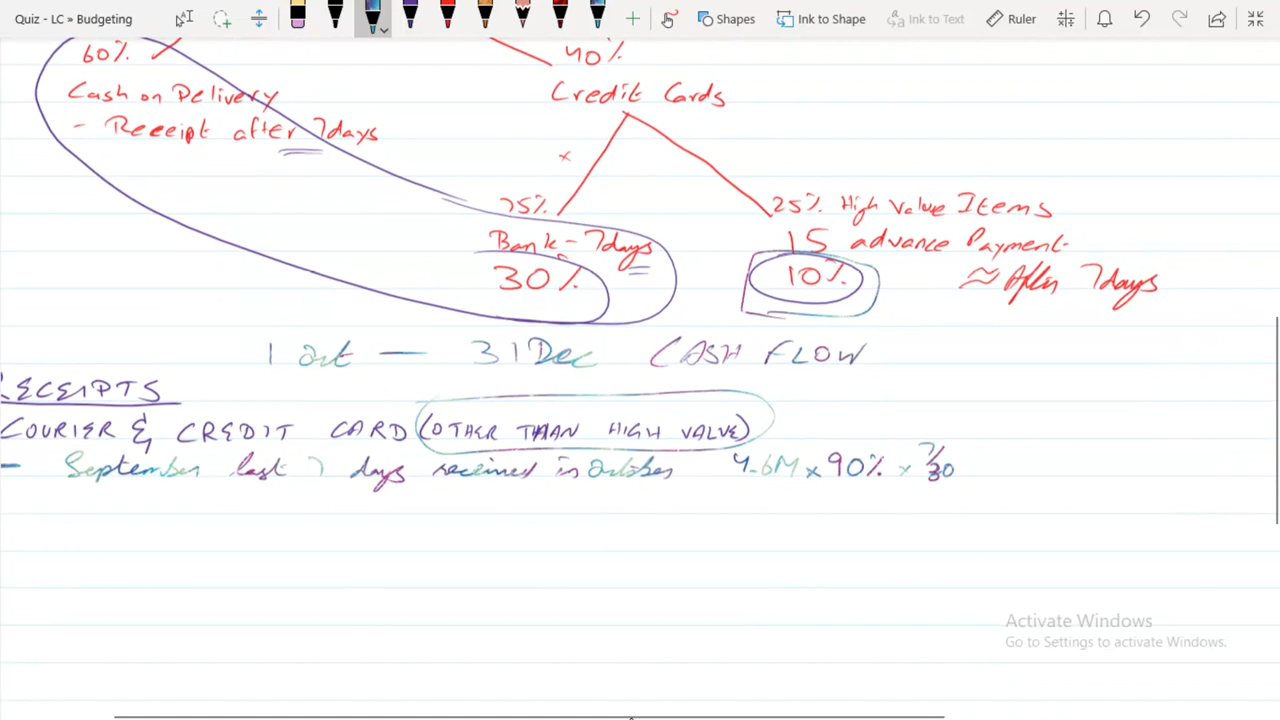 Quiz - LC » Budgeting
Shapes Ink to Shape Ink to Text Ruler
60% 40%
Cash on Delivery Credit Cards
- Receipt after 7days
x
75% 25% High Value Items
Bank - 7days 15 advance Payment
30% 10% ≈ After 7days
1 Oct — 31 Dec CASH FLOW
RECEIPTS
COURIER & CREDIT CARD (OTHER THAN HIGH VALUE)
- September last 7 days received in October 4.6M x 90% x 7/30
Activate Windows
Go to Settings to activate Windows.